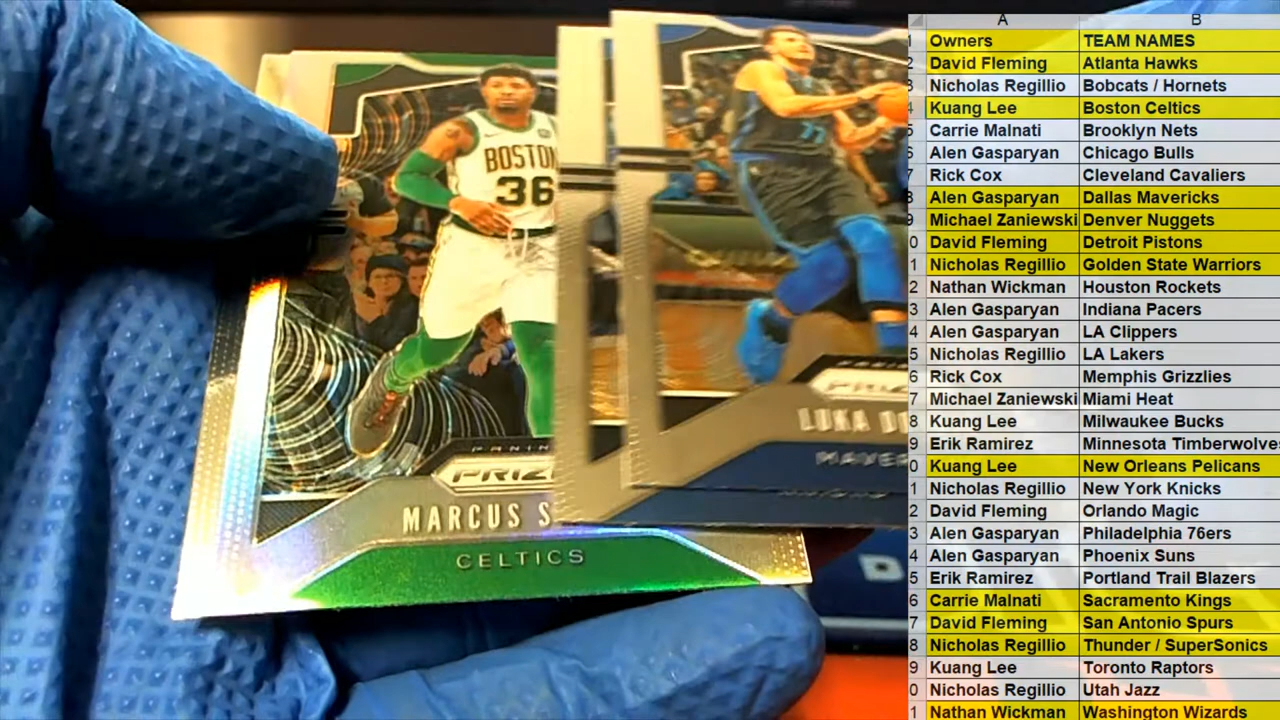 BOSTON
36
77
PANINI
PRIZ
MARCUS S
CELTICS
LUKA
MAVER
A B
1 Owners TEAM NAMES
2 David Fleming Atlanta Hawks
3 Nicholas Regillio Bobcats / Hornets
4 Kuang Lee Boston Celtics
5 Carrie Malnati Brooklyn Nets
6 Alen Gasparyan Chicago Bulls
7 Rick Cox Cleveland Cavaliers
8 Alen Gasparyan Dallas Mavericks
9 Michael Zaniewski Denver Nuggets
0 David Fleming Detroit Pistons
1 Nicholas Regillio Golden State Warriors
2 Nathan Wickman Houston Rockets
3 Alen Gasparyan Indiana Pacers
4 Alen Gasparyan LA Clippers
5 Nicholas Regillio LA Lakers
6 Rick Cox Memphis Grizzlies
7 Michael Zaniewski Miami Heat
8 Kuang Lee Milwaukee Bucks
9 Erik Ramirez Minnesota Timberwolves
0 Kuang Lee New Orleans Pelicans
1 Nicholas Regillio New York Knicks
2 David Fleming Orlando Magic
3 Alen Gasparyan Philadelphia 76ers
4 Alen Gasparyan Phoenix Suns
5 Erik Ramirez Portland Trail Blazers
6 Carrie Malnati Sacramento Kings
7 David Fleming San Antonio Spurs
8 Nicholas Regillio Thunder / SuperSonics
9 Kuang Lee Toronto Raptors
0 Nicholas Regillio Utah Jazz
1 Nathan Wickman Washington Wizards